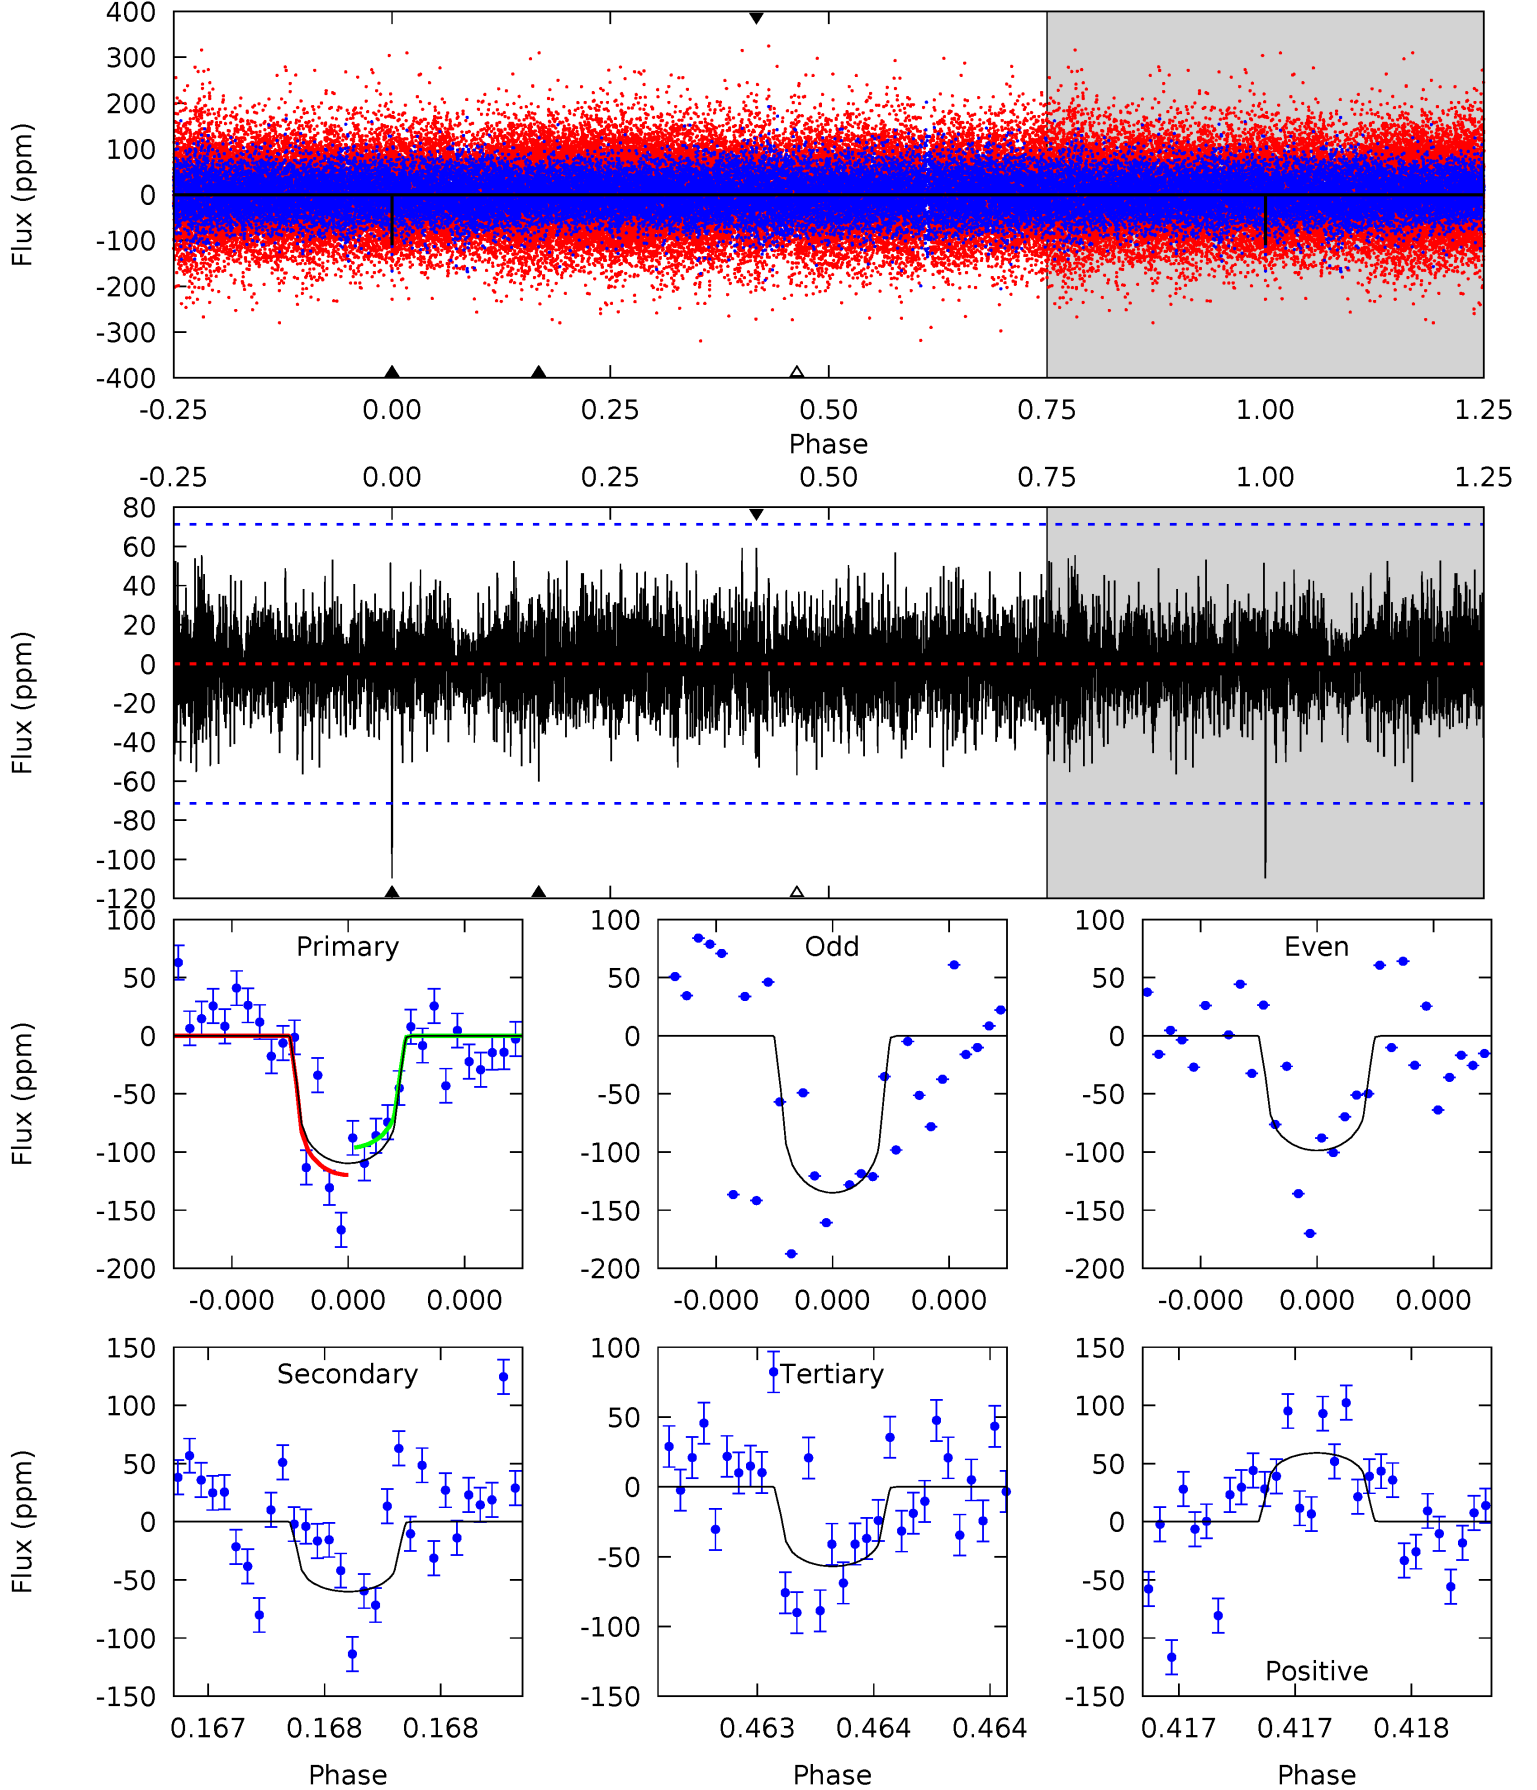 400
300
200
100
0
-100
-200
-300
-400
Flux (ppm)
-0.25 0.00 0.25 0.50 0.75 1.00 1.25
Phase
-0.25 0.00 0.25 0.50 0.75 1.00 1.25
80
60
40
20
0
-20
-40
-60
-80
-100
-120
Flux (ppm)
Primary Odd Even
100 100 100
50 50 50
0 0 0
-50 -50 -50
-100 -100 -100
-150 -150 -150
-200 -200 -200
Flux (ppm)
-0.000 0.000 0.000 -0.000 0.000 0.000 -0.000 0.000 0.000
Secondary Tertiary Positive
150 100 150
100 50 100
50 0 50
0 -50 0
-50 -100 -50
-100 -150 -100
-150 -150
Flux (ppm)
0.167 0.168 0.168 0.463 0.464 0.464 0.417 0.417 0.418
Phase Phase Phase